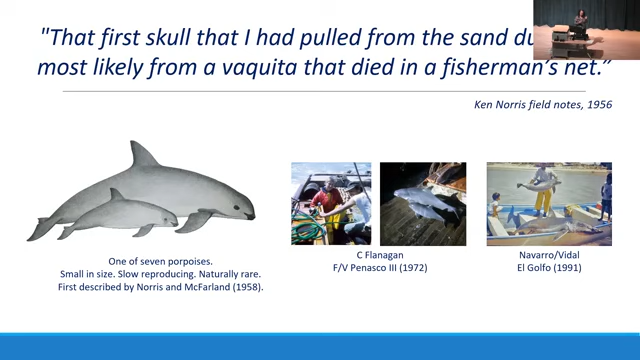 "That first skull that I had pulled from the sand
most likely from a vaquita that died in a fisherman's net."
Ken Norris field notes, 1956
One of seven porpoises.
Small in size. Slow reproducing. Naturally rare.
First described by Norris and McFarland (1958).
C Flanagan
F/V Penasco III (1972)
Navarro/Vidal
El Golfo (1991)